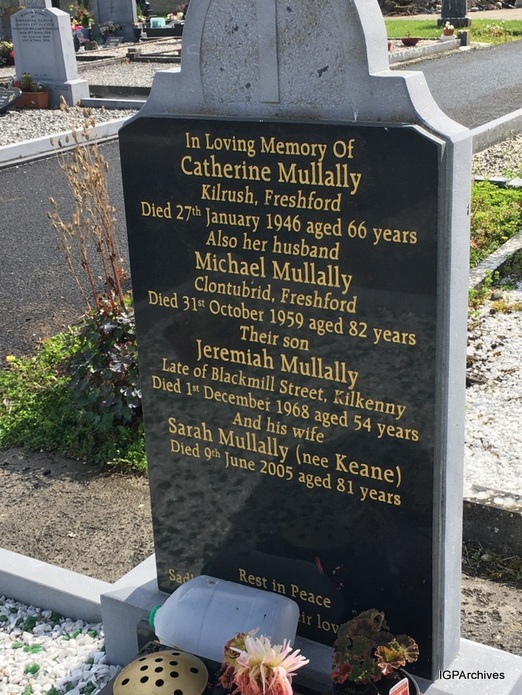 In Loving Memory Of
Catherine Mullally
Kilrush, Freshford
Died 27th January 1946 aged 66 years
Also her husband
Michael Mullally
Clontubrid, Freshford
Died 31st October 1959 aged 82 years
Their son
Jeremiah Mullally
Late of Blackmill Street, Kilkenny
Died 1st December 1968 aged 54 years
And his wife
Sarah Mullally (nee Keane)
Died 9th June 2005 aged 81 years
Rest in Peace
IGPArchives